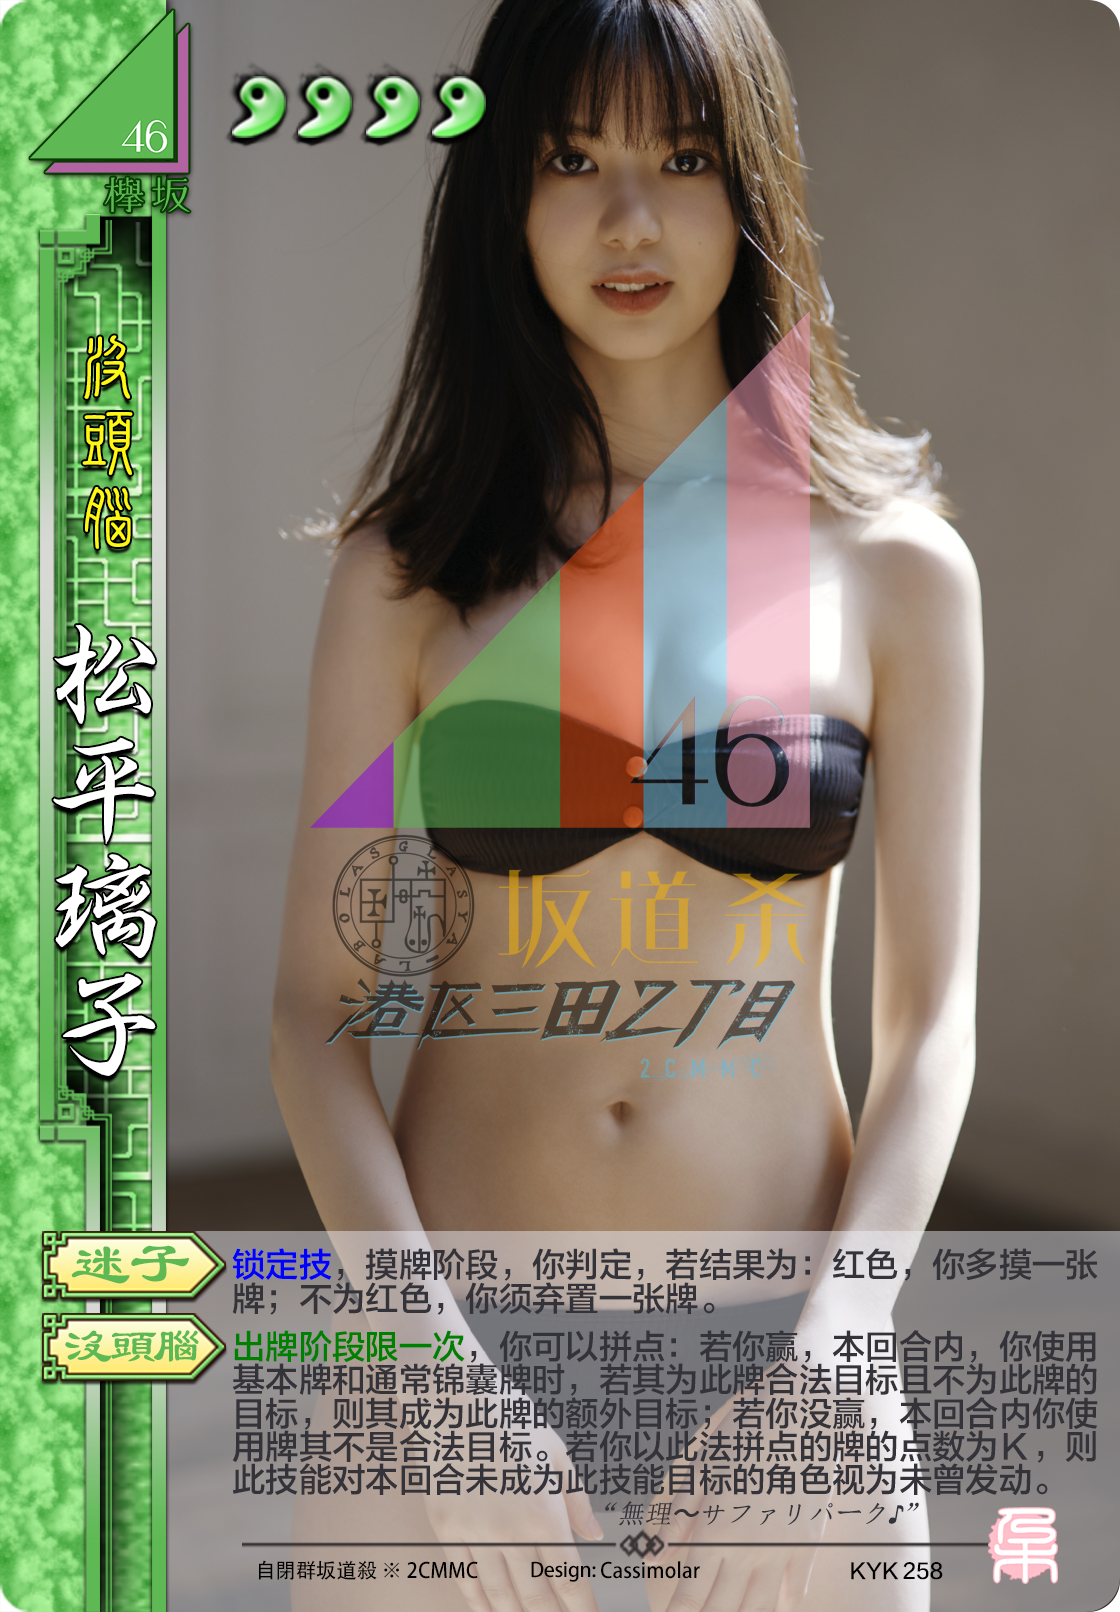 46
欅坂
沒頭腦
松平璃子
46
GLASYA-LABOLAS
坂道杀
港区三田2丁目
2.C.M-M-C
迷子
锁定技，摸牌阶段，你判定，若结果为：红色，你多摸一张
牌；不为红色，你须弃置一张牌。
沒頭腦
出牌阶段限一次，你可以拼点：若你赢，本回合内，你使用
基本牌和通常锦囊牌时，若其为此牌合法目标且不为此牌的
目标，则其成为此牌的额外目标；若你没赢，本回合内你使
用牌其不是合法目标。若你以此法拼点的牌的点数为K，则
此技能对本回合未成为此技能目标的角色视为未曾发动。
“無理～サファリパーク♪”
自閉群坂道殺 ※ 2CMMC
Design: Cassimolar
KYK 258